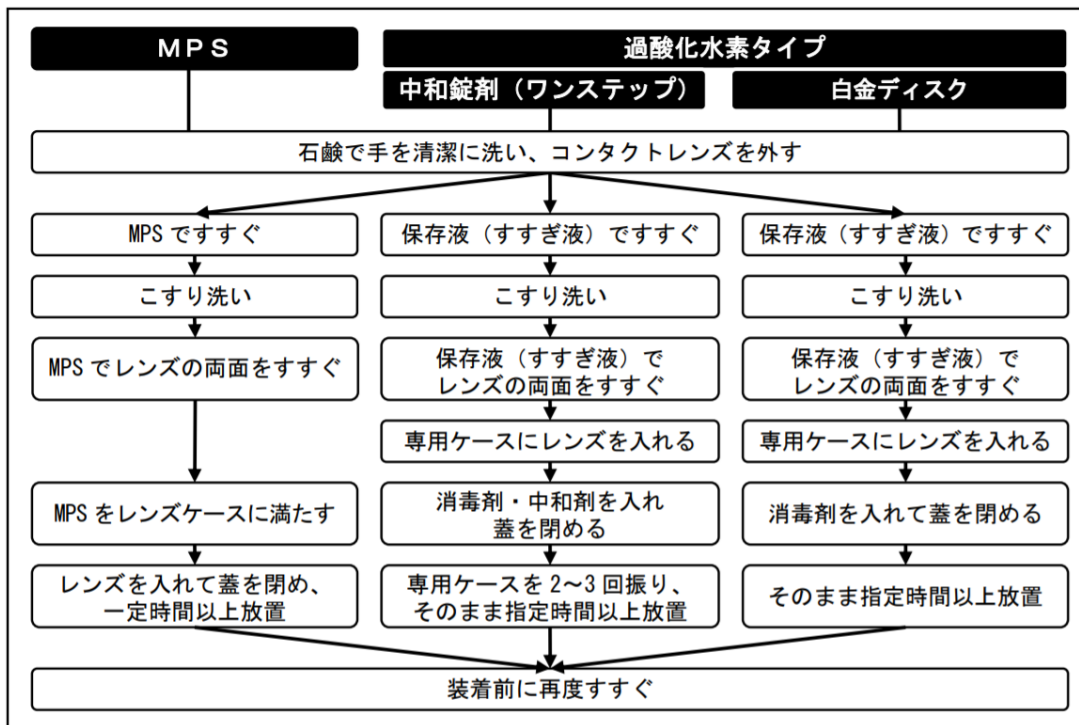 ＭＰＳ
過酸化水素タイプ
中和錠剤（ワンステップ）
白金ディスク
石鹸で手を清潔に洗い、コンタクトレンズを外す
MPS ですすぐ
保存液（すすぎ液）ですすぐ
保存液（すすぎ液）ですすぐ
こすり洗い
こすり洗い
こすり洗い
MPS でレンズの両面をすすぐ
保存液（すすぎ液）で
レンズの両面をすすぐ
保存液（すすぎ液）で
レンズの両面をすすぐ
専用ケースにレンズを入れる
専用ケースにレンズを入れる
MPS をレンズケースに満たす
消毒剤・中和剤を入れ
蓋を閉める
消毒剤を入れて蓋を閉める
レンズを入れて蓋を閉め、
一定時間以上放置
専用ケースを 2～3 回振り、
そのまま指定時間以上放置
そのまま指定時間以上放置
装着前に再度すすぐ